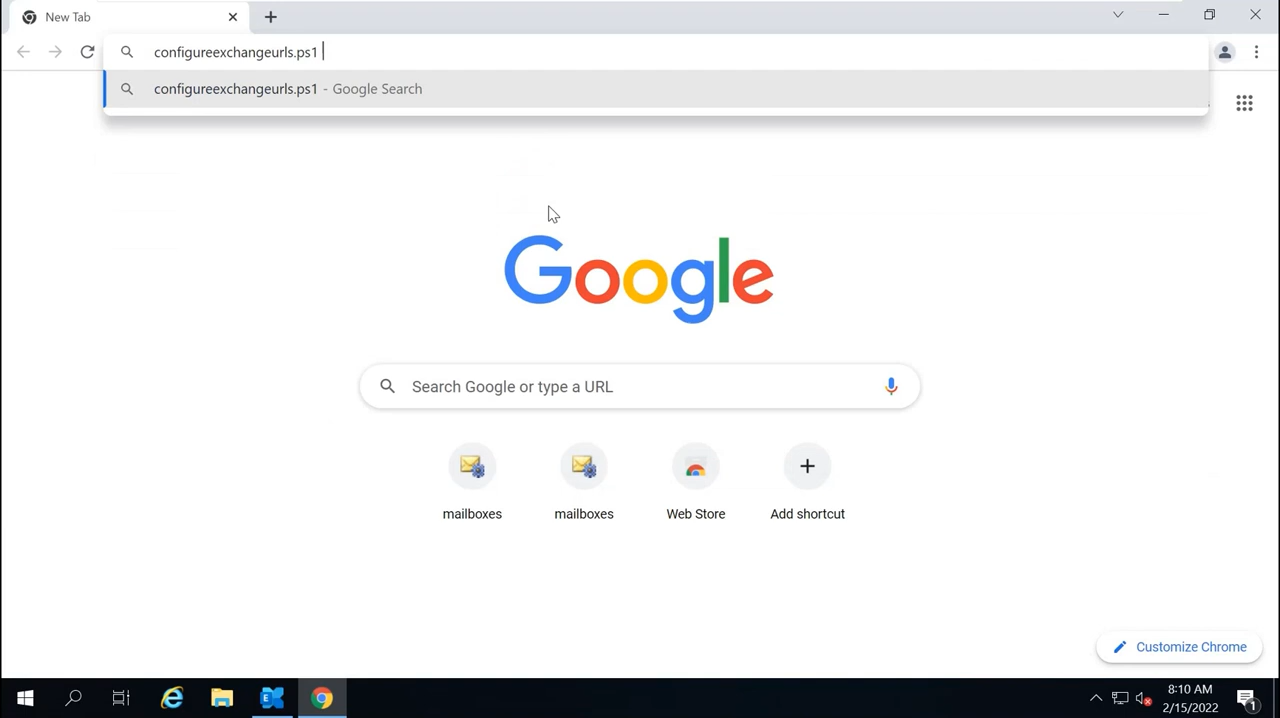 New Tab
configureexchangeurls.ps1
configureexchangeurls.ps1 - Google Search
Google
Search Google or type a URL
mailboxes
mailboxes
Web Store
Add shortcut
Customize Chrome
8:10 AM
2/15/2022
1